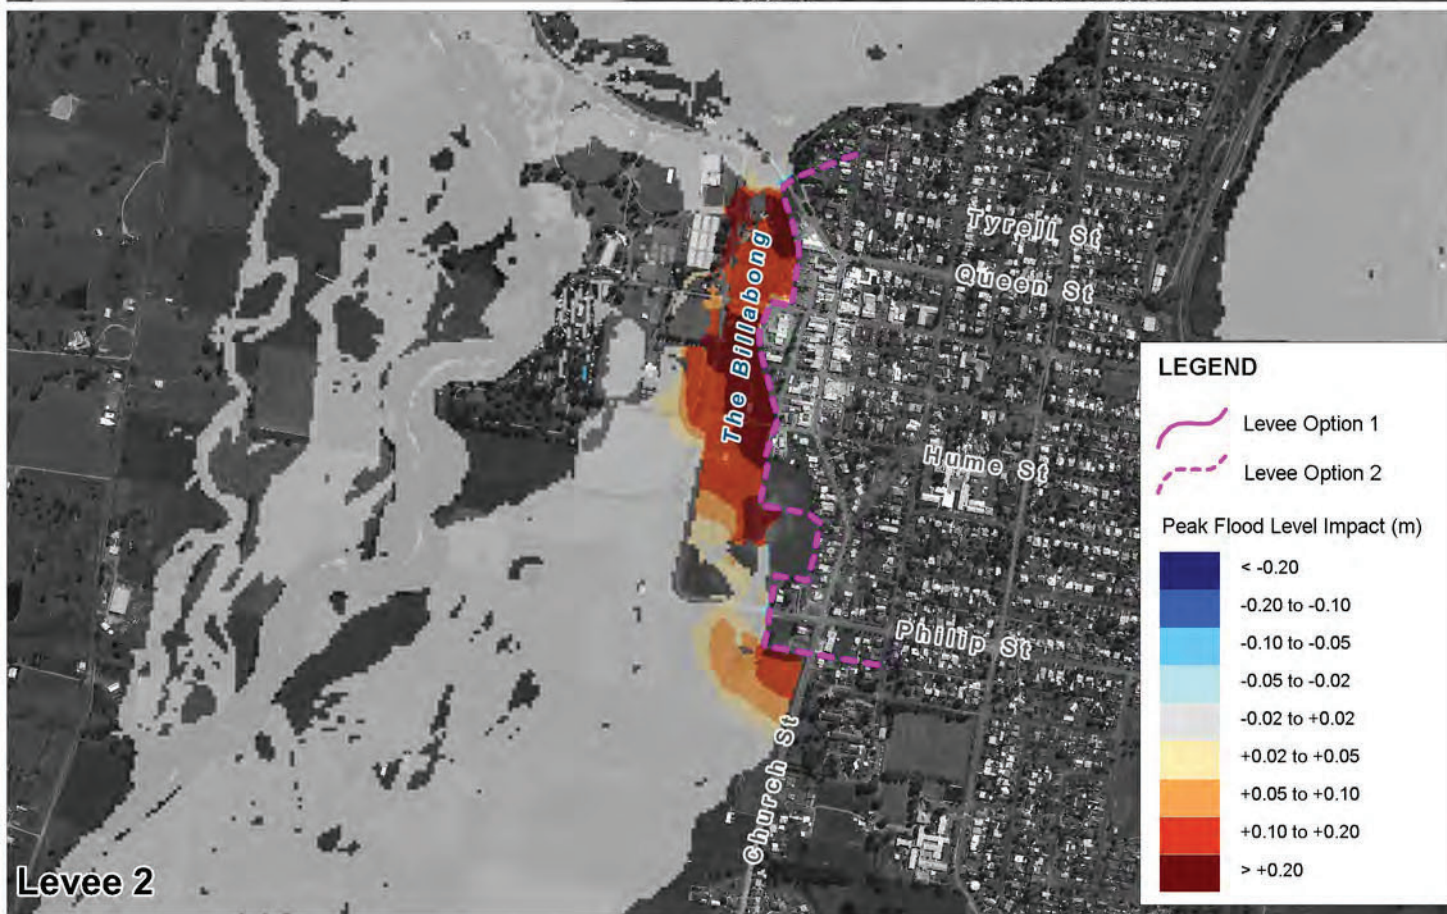 Tyrell St
Queen St
The Billabong
Hume St
Philip St
Church St
Levee 2
LEGEND
Levee Option 1
Levee Option 2
Peak Flood Level Impact (m)
< -0.20
-0.20 to -0.10
-0.10 to -0.05
-0.05 to -0.02
-0.02 to +0.02
+0.02 to +0.05
+0.05 to +0.10
+0.10 to +0.20
> +0.20